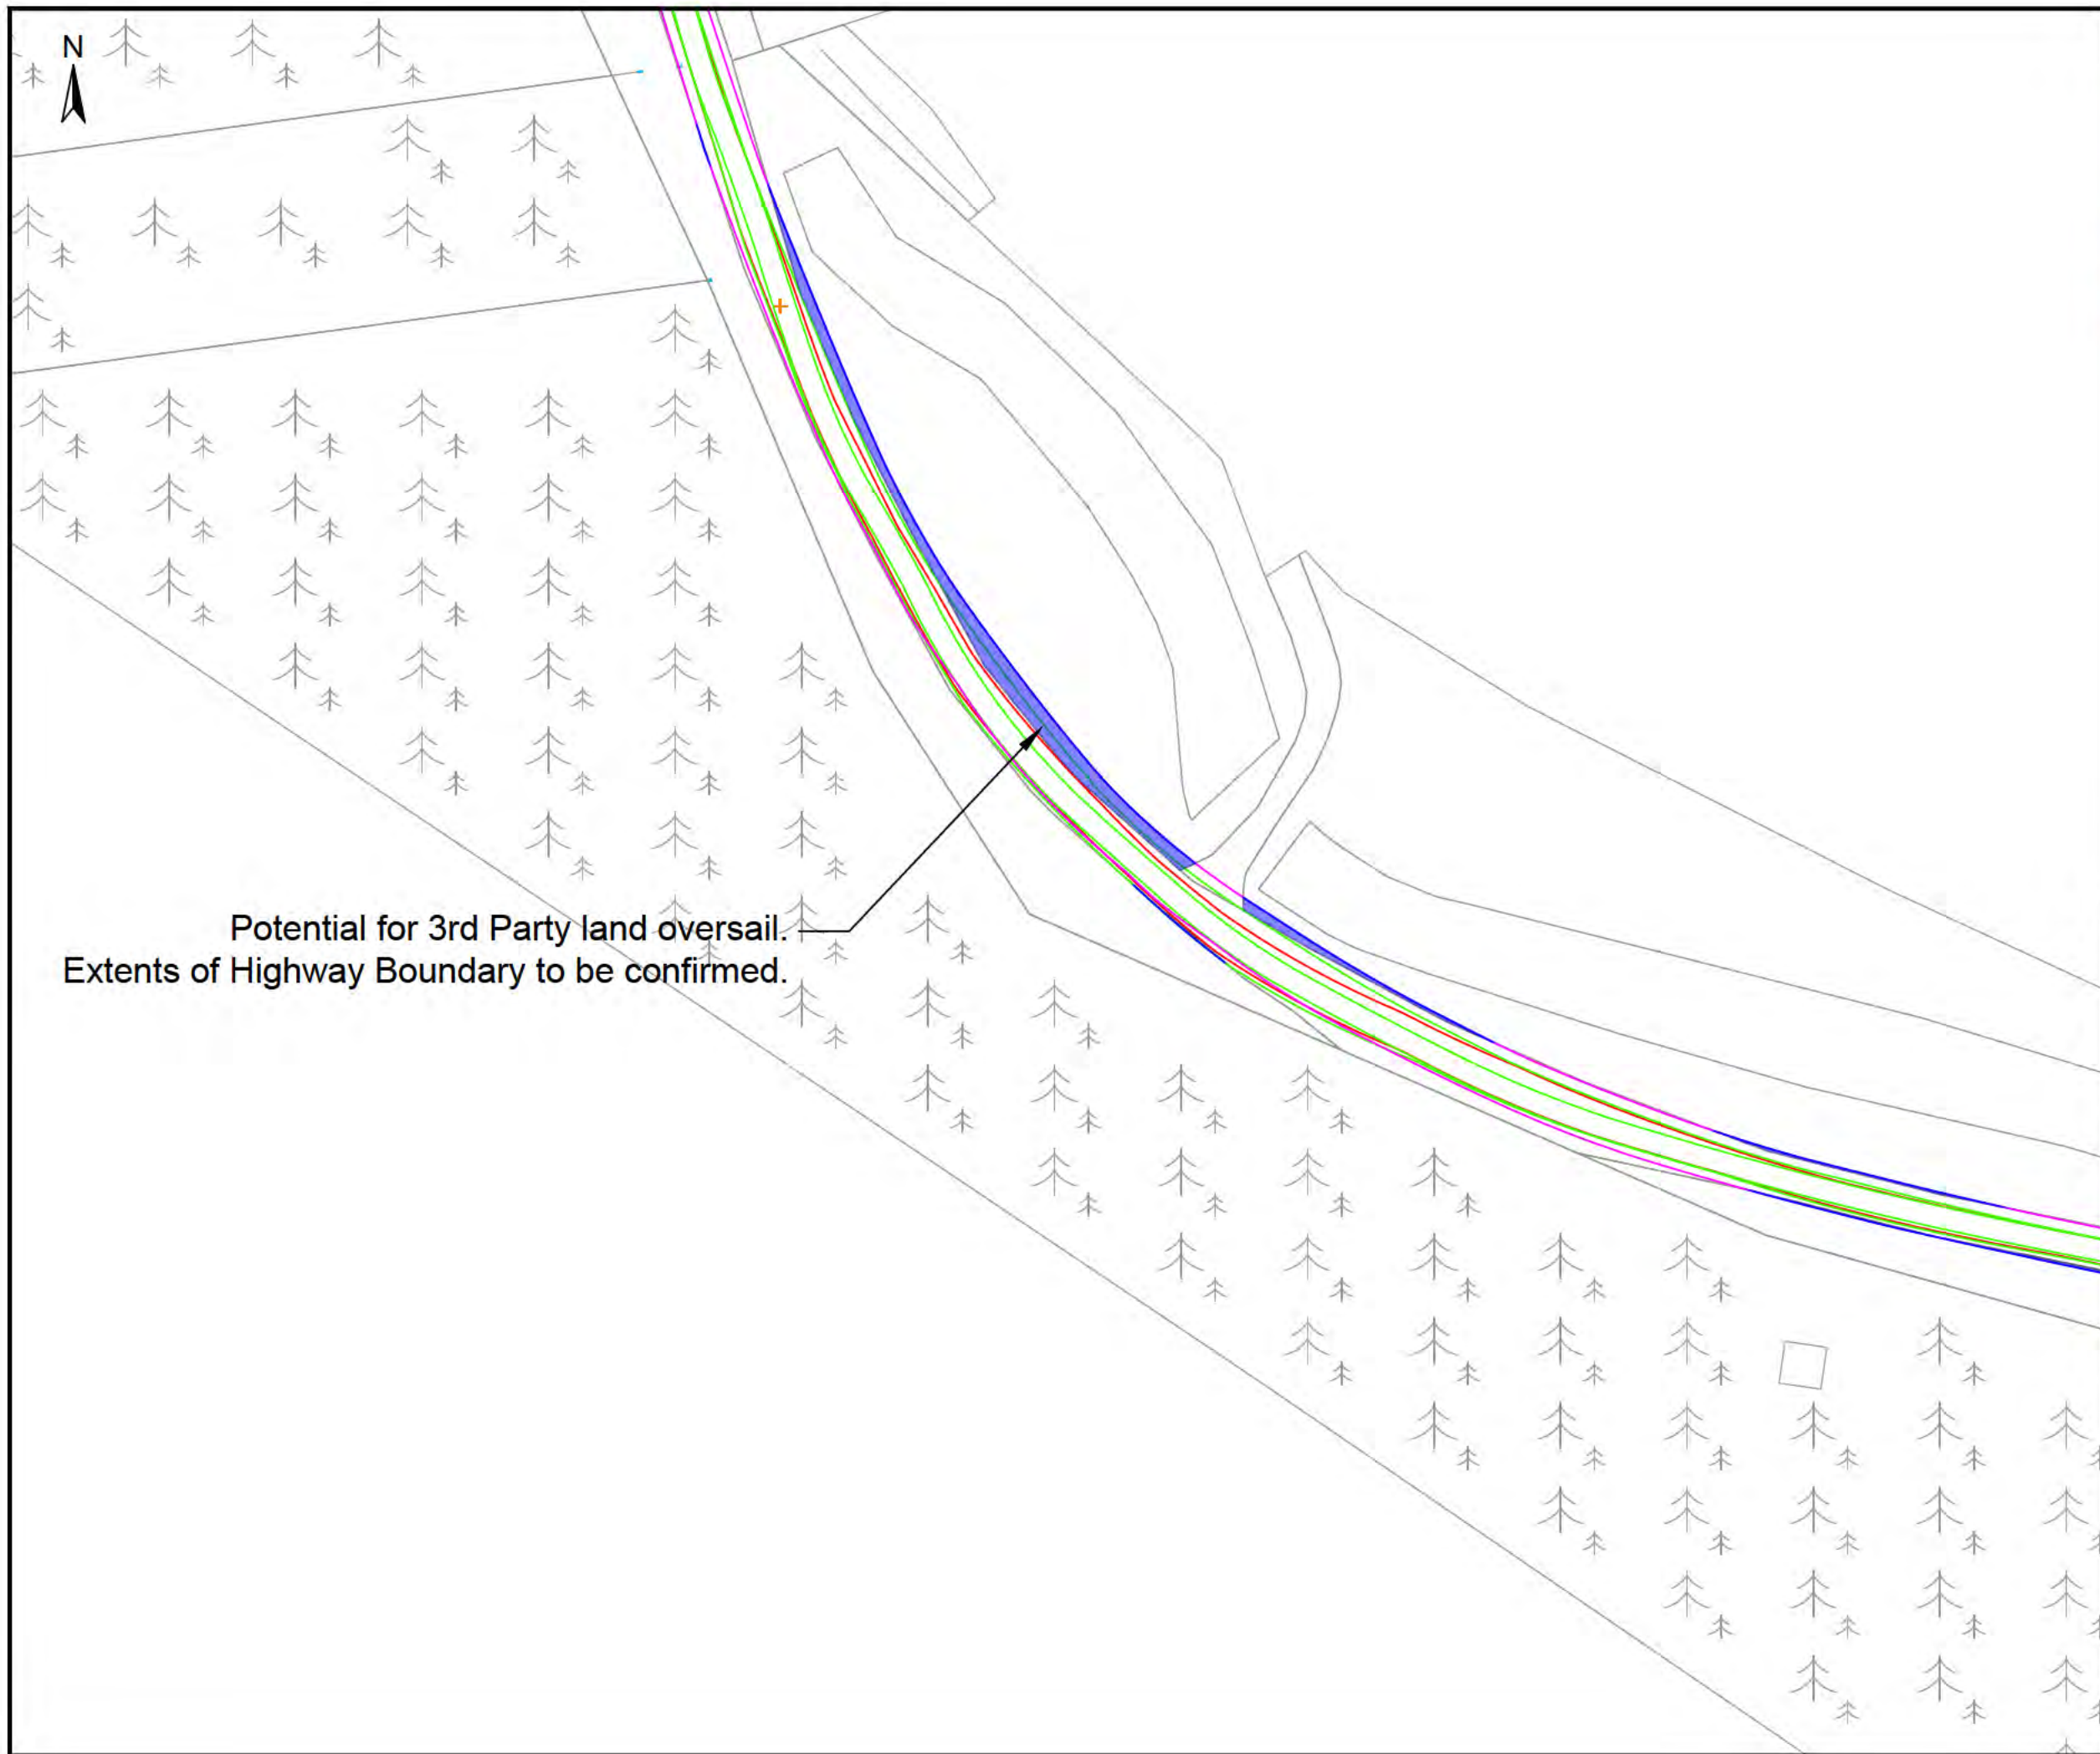 N
Potential for 3rd Party land oversail.
Extents of Highway Boundary to be confirmed.